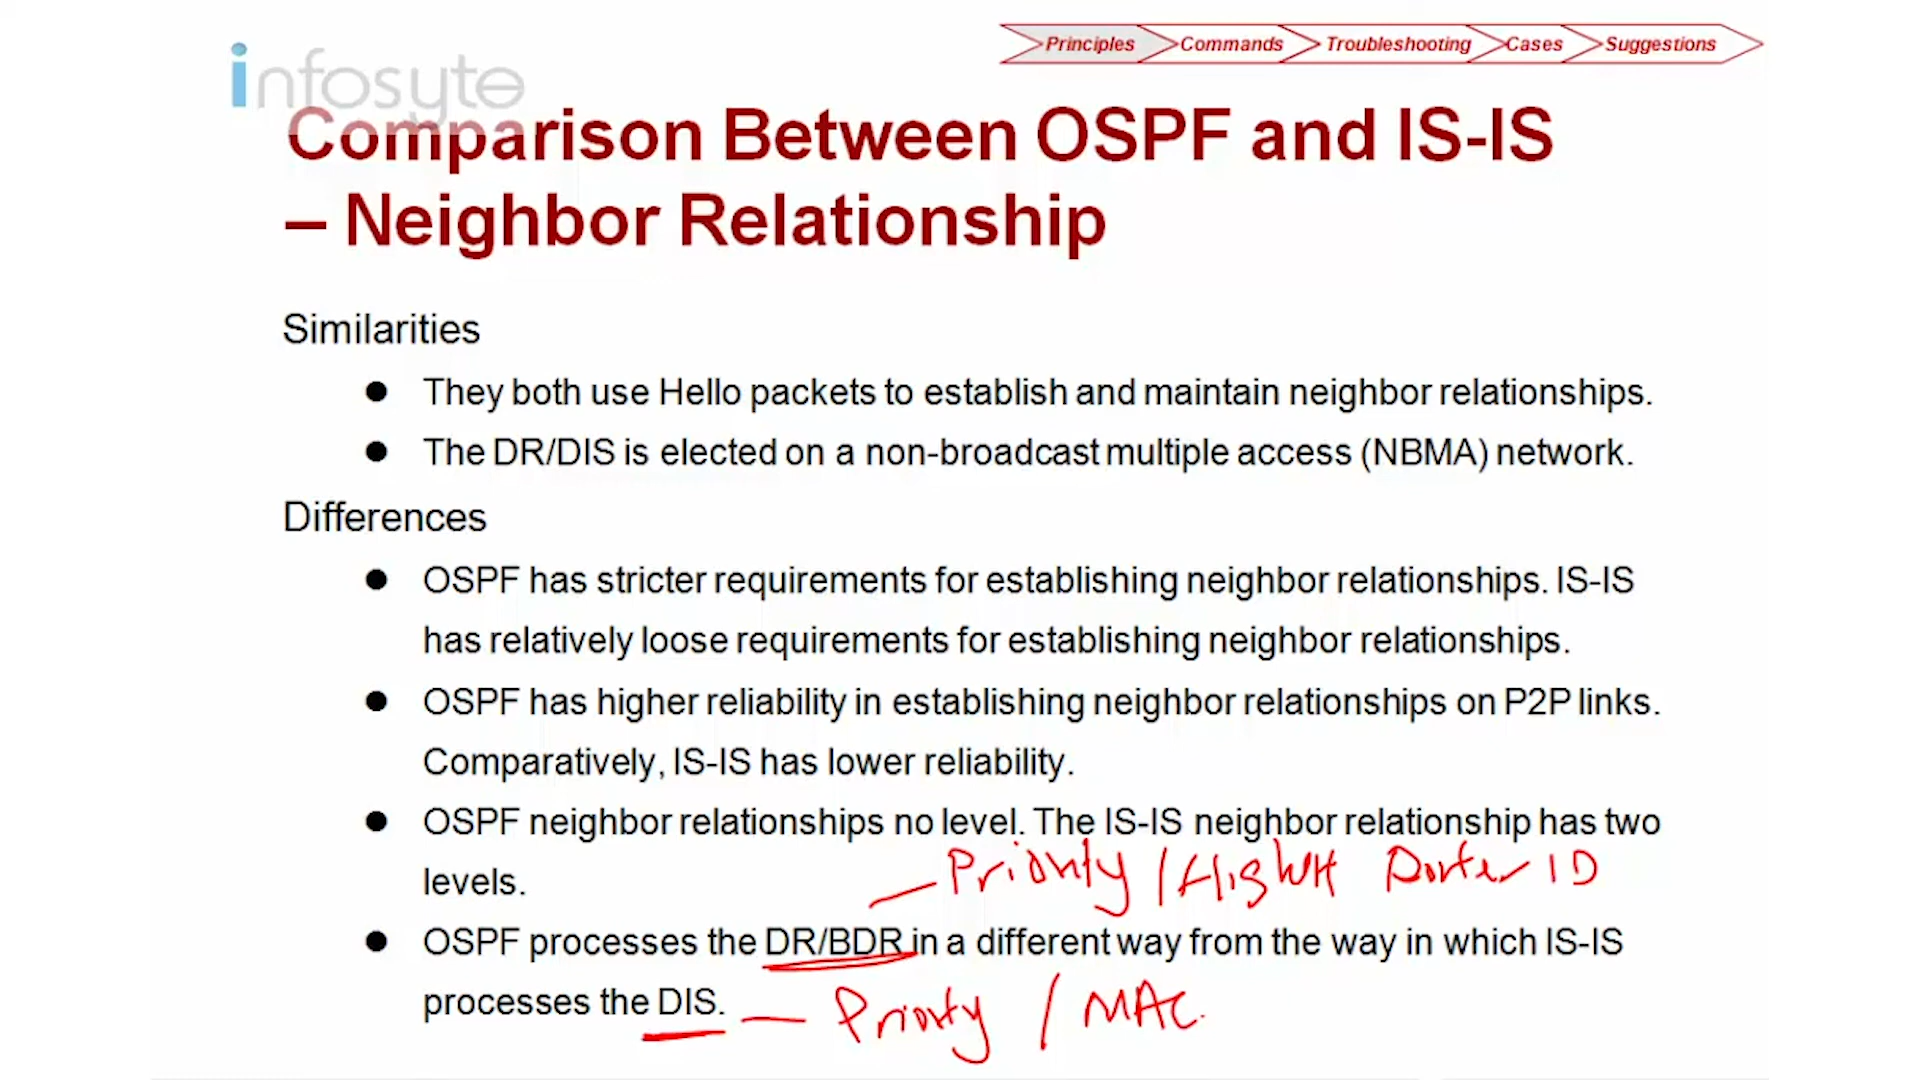 Principles Commands Troubleshooting Cases Suggestions
infosyte
Comparison Between OSPF and IS-IS
– Neighbor Relationship
Similarities
● They both use Hello packets to establish and maintain neighbor relationships.
● The DR/DIS is elected on a non-broadcast multiple access (NBMA) network.
Differences
● OSPF has stricter requirements for establishing neighbor relationships. IS-IS
has relatively loose requirements for establishing neighbor relationships.
● OSPF has higher reliability in establishing neighbor relationships on P2P links.
Comparatively, IS-IS has lower reliability.
● OSPF neighbor relationships no level. The IS-IS neighbor relationship has two
levels.
— Priority / Highest Router ID
● OSPF processes the DR/BDR in a different way from the way in which IS-IS
processes the DIS. — Priority / MAC.